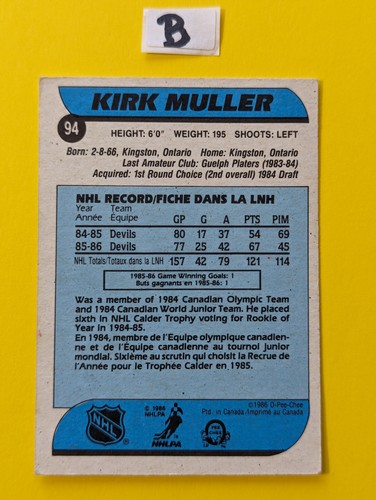 B
KIRK MULLER
94
HEIGHT: 6'0" WEIGHT: 195 SHOOTS: LEFT
Born: 2-8-66, Kingston, Ontario Home: Kingston, Ontario
Last Amateur Club: Guelph Platers (1983-84)
Acquired: 1st Round Choice (2nd overall) 1984 Draft
NHL RECORD/FICHE DANS LA LNH
Year Team
Année Équipe GP G A PTS PIM
84-85 Devils 80 17 37 54 69
85-86 Devils 77 25 42 67 45
NHL Totals/Totaux dans la LNH 157 42 79 121 114
1985-86 Game Winning Goals: 1
Buts gagnants en 1985-86: 1
Was a member of 1984 Canadian Olympic Team
and 1984 Canadian World Junior Team. He placed
sixth in NHL Calder Trophy voting for Rookie of
Year in 1984-85.
En 1984, membre de l'Equipe olympique canadien-
ne et de l'Équipe canadienne au tournoi junior
mondial. Sixième au scrutin qui choisit la Recrue de
l'Année pour le Trophée Calder en 1985.
NHL
© 1986
NHLPA
NHLPA
O-PEE-CHEE
©1986 O-Pee-Chee
Ptd. in Canada/Imprimé au Canada